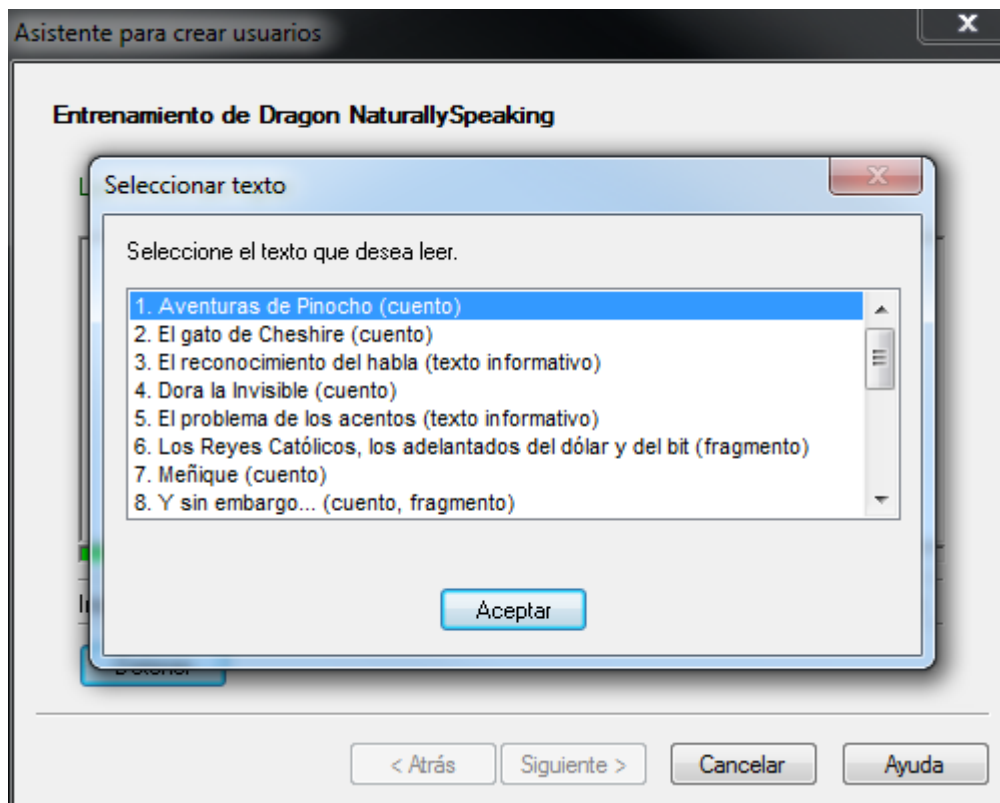 Asistente para crear usuarios
Entrenamiento de Dragon NaturallySpeaking
Seleccionar texto
Seleccione el texto que desea leer.
1. Aventuras de Pinocho (cuento)
2. El gato de Cheshire (cuento)
3. El reconocimiento del habla (texto informativo)
4. Dora la Invisible (cuento)
5. El problema de los acentos (texto informativo)
6. Los Reyes Católicos, los adelantados del dólar y del bit (fragmento)
7. Meñique (cuento)
8. Y sin embargo... (cuento, fragmento)
Aceptar
< Atrás
Siguiente >
Cancelar
Ayuda